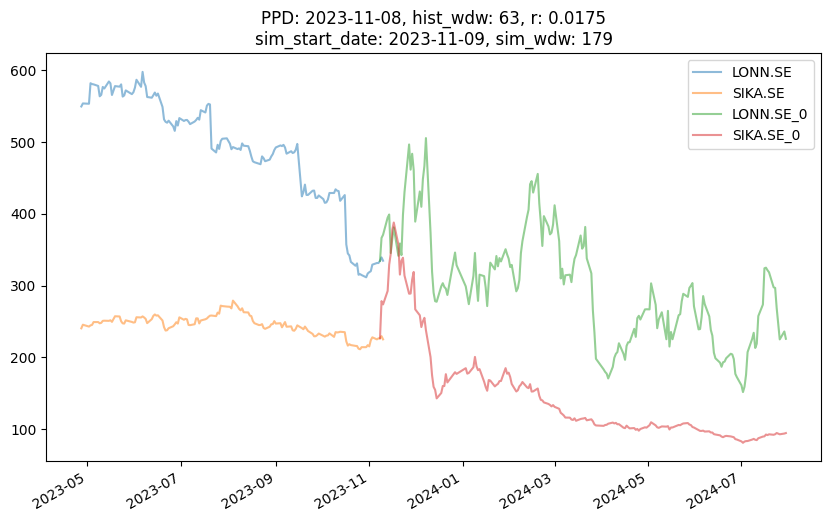 PPD: 2023-11-08, hist_wdw: 63, r: 0.0175
sim_start_date: 2023-11-09, sim_wdw: 179
LONN.SE
SIKA.SE
LONN.SE_0
SIKA.SE_0
600
500
400
300
200
100
2023-05
2023-07
2023-09
2023-11
2024-01
2024-03
2024-05
2024-07